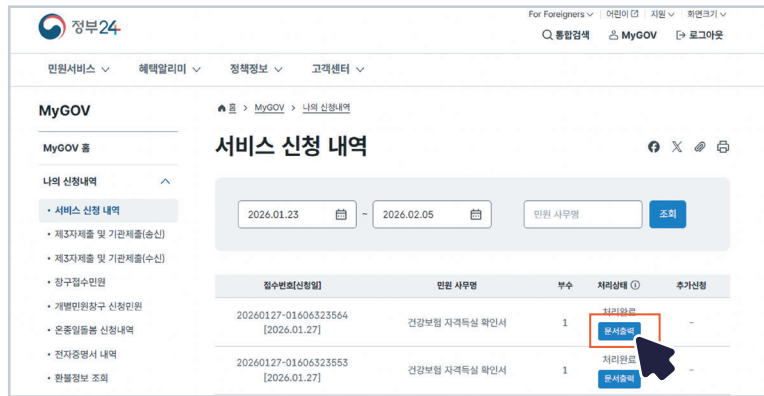 정부24
For Foreigners 어린이 지원 화면크기
통합검색 MyGOV 로그아웃
민원서비스 혜택알리미 정책정보 고객센터
MyGOV
MyGOV 홈
나의 신청내역
• 서비스 신청 내역
• 제3자제출 및 기관제출(송신)
• 제3자제출 및 기관제출(수신)
• 창구접수민원
• 개별민원창구 신청민원
• 온종일돌봄 신청내역
• 전자증명서 내역
• 환불정보 조회
홈 > MyGOV > 나의 신청내역
서비스 신청 내역
2026.01.23 ~ 2026.02.05 민원 사무명 조회
접수번호[신청일] 민원 사무명 부수 처리상태 추가신청
20260127-01606323564
[2026.01.27]
건강보험 자격득실 확인서 1
처리완료
문서출력
-
20260127-01606323553
[2026.01.27]
건강보험 자격득실 확인서 1
처리완료
문서출력
-